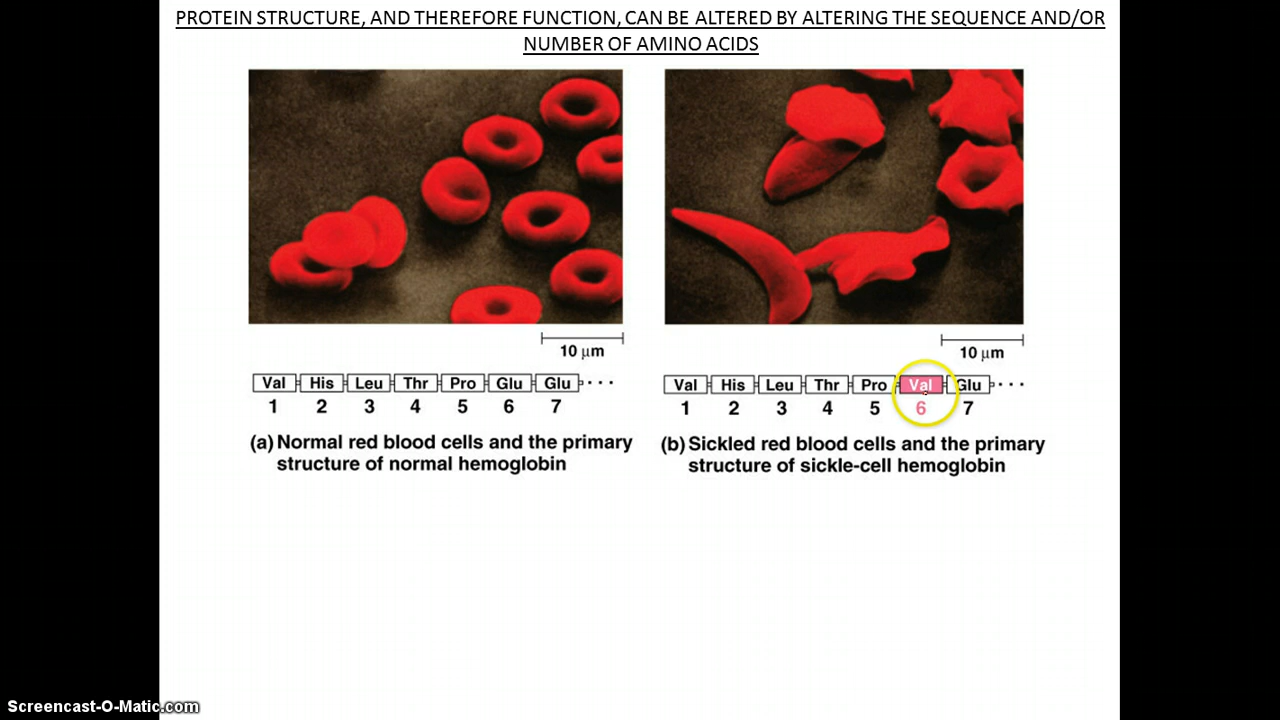 PROTEIN STRUCTURE, AND THEREFORE FUNCTION, CAN BE ALTERED BY ALTERING THE SEQUENCE AND/OR
NUMBER OF AMINO ACIDS
10 μm
Val His Leu Thr Pro Glu Glu ···
1 2 3 4 5 6 7
(a) Normal red blood cells and the primary
structure of normal hemoglobin
10 μm
Val His Leu Thr Pro Val Glu ···
1 2 3 4 5 6 7
(b) Sickled red blood cells and the primary
structure of sickle-cell hemoglobin
Screencast-O-Matic.com